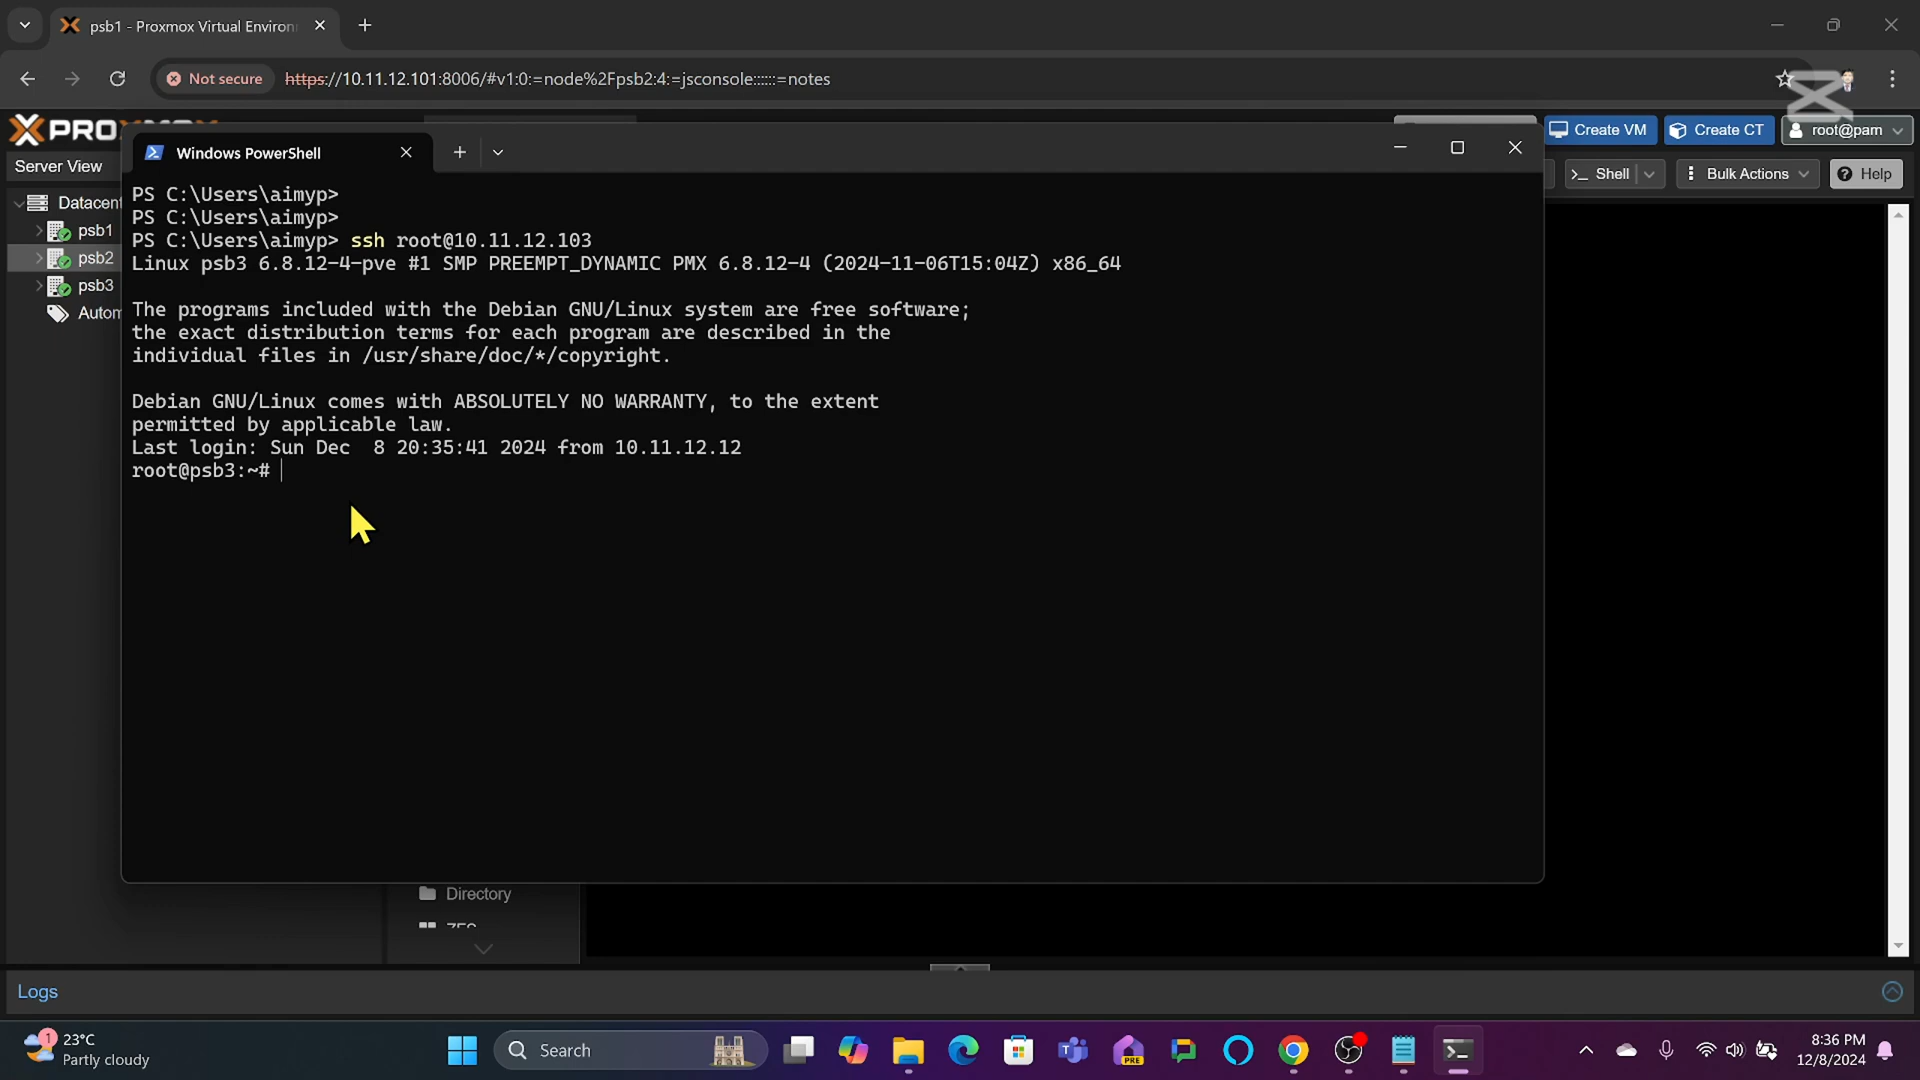 psb1 - Proxmox Virtual Environ
Not secure
https://10.11.12.101:8006/#v1:0:=node%2Fpsb2:4:=jsconsole::::::=notes
Create VM
Create CT
root@pam
Server View
Shell
Bulk Actions
Help
Datacent
psb1
psb2
psb3
Autom
Windows PowerShell
PS C:\Users\aimyp>
PS C:\Users\aimyp>
PS C:\Users\aimyp> ssh root@10.11.12.103
Linux psb3 6.8.12-4-pve #1 SMP PREEMPT_DYNAMIC PMX 6.8.12-4 (2024-11-06T15:04Z) x86_64
The programs included with the Debian GNU/Linux system are free software;
the exact distribution terms for each program are described in the
individual files in /usr/share/doc/*/copyright.
Debian GNU/Linux comes with ABSOLUTELY NO WARRANTY, to the extent
permitted by applicable law.
Last login: Sun Dec  8 20:35:41 2024 from 10.11.12.12
root@psb3:~#
Directory
Logs
1
23°C
Partly cloudy
Search
PRE
8:36 PM
12/8/2024